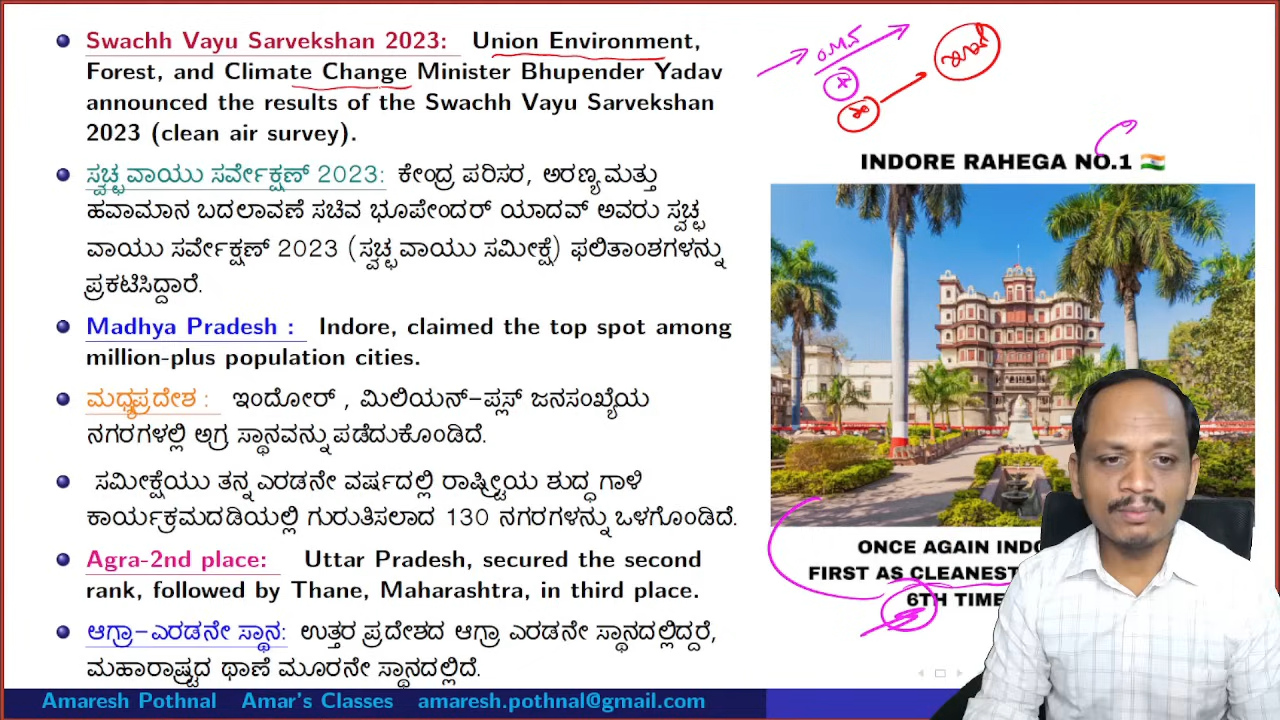 Swachh Vayu Sarvekshan 2023: Union Environment,
Forest, and Climate Change Minister Bhupender Yadav
announced the results of the Swachh Vayu Sarvekshan
2023 (clean air survey).
ಸ್ವಚ್ಛ ವಾಯು ಸರ್ವೇಕ್ಷಣ್ 2023: ಕೇಂದ್ರ ಪರಿಸರ, ಅರಣ್ಯ ಮತ್ತು
ಹವಾಮಾನ ಬದಲಾವಣೆ ಸಚಿವ ಭೂಪೇಂದರ್ ಯಾದವ್ ಅವರು ಸ್ವಚ್ಛ
ವಾಯು ಸರ್ವೇಕ್ಷಣ್ 2023 (ಸ್ವಚ್ಛ ವಾಯು ಸಮೀಕ್ಷೆ) ಫಲಿತಾಂಶಗಳನ್ನು
ಪ್ರಕಟಿಸಿದ್ದಾರೆ.
Madhya Pradesh : Indore, claimed the top spot among
million-plus population cities.
ಮಧ್ಯಪ್ರದೇಶ : ಇಂದೋರ್ , ಮಿಲಿಯನ್-ಪ್ಲಸ್ ಜನಸಂಖ್ಯೆಯ
ನಗರಗಳಲ್ಲಿ ಅಗ್ರ ಸ್ಥಾನವನ್ನು ಪಡೆದುಕೊಂಡಿದೆ.
ಸಮೀಕ್ಷೆಯು ತನ್ನ ಎರಡನೇ ವರ್ಷದಲ್ಲಿ ರಾಷ್ಟ್ರೀಯ ಶುದ್ಧ ಗಾಳಿ
ಕಾರ್ಯಕ್ರಮದಡಿಯಲ್ಲಿ ಗುರುತಿಸಲಾದ 130 ನಗರಗಳನ್ನು ಒಳಗೊಂಡಿದೆ.
Agra-2nd place: Uttar Pradesh, secured the second
rank, followed by Thane, Maharashtra, in third place.
ಆಗ್ರಾ-ಎರಡನೇ ಸ್ಥಾನ: ಉತ್ತರ ಪ್ರದೇಶದ ಆಗ್ರಾ ಎರಡನೇ ಸ್ಥಾನದಲ್ಲಿದ್ದರೆ,
ಮಹಾರಾಷ್ಟ್ರದ ಥಾಣೆ ಮೂರನೇ ಸ್ಥಾನದಲ್ಲಿದೆ.
INDORE RAHEGA NO.1
ONCE AGAIN
FIRST AS CLEANEST
6TH TIME
Amaresh Pothnal Amar's Classes amaresh.pothnal@gmail.com